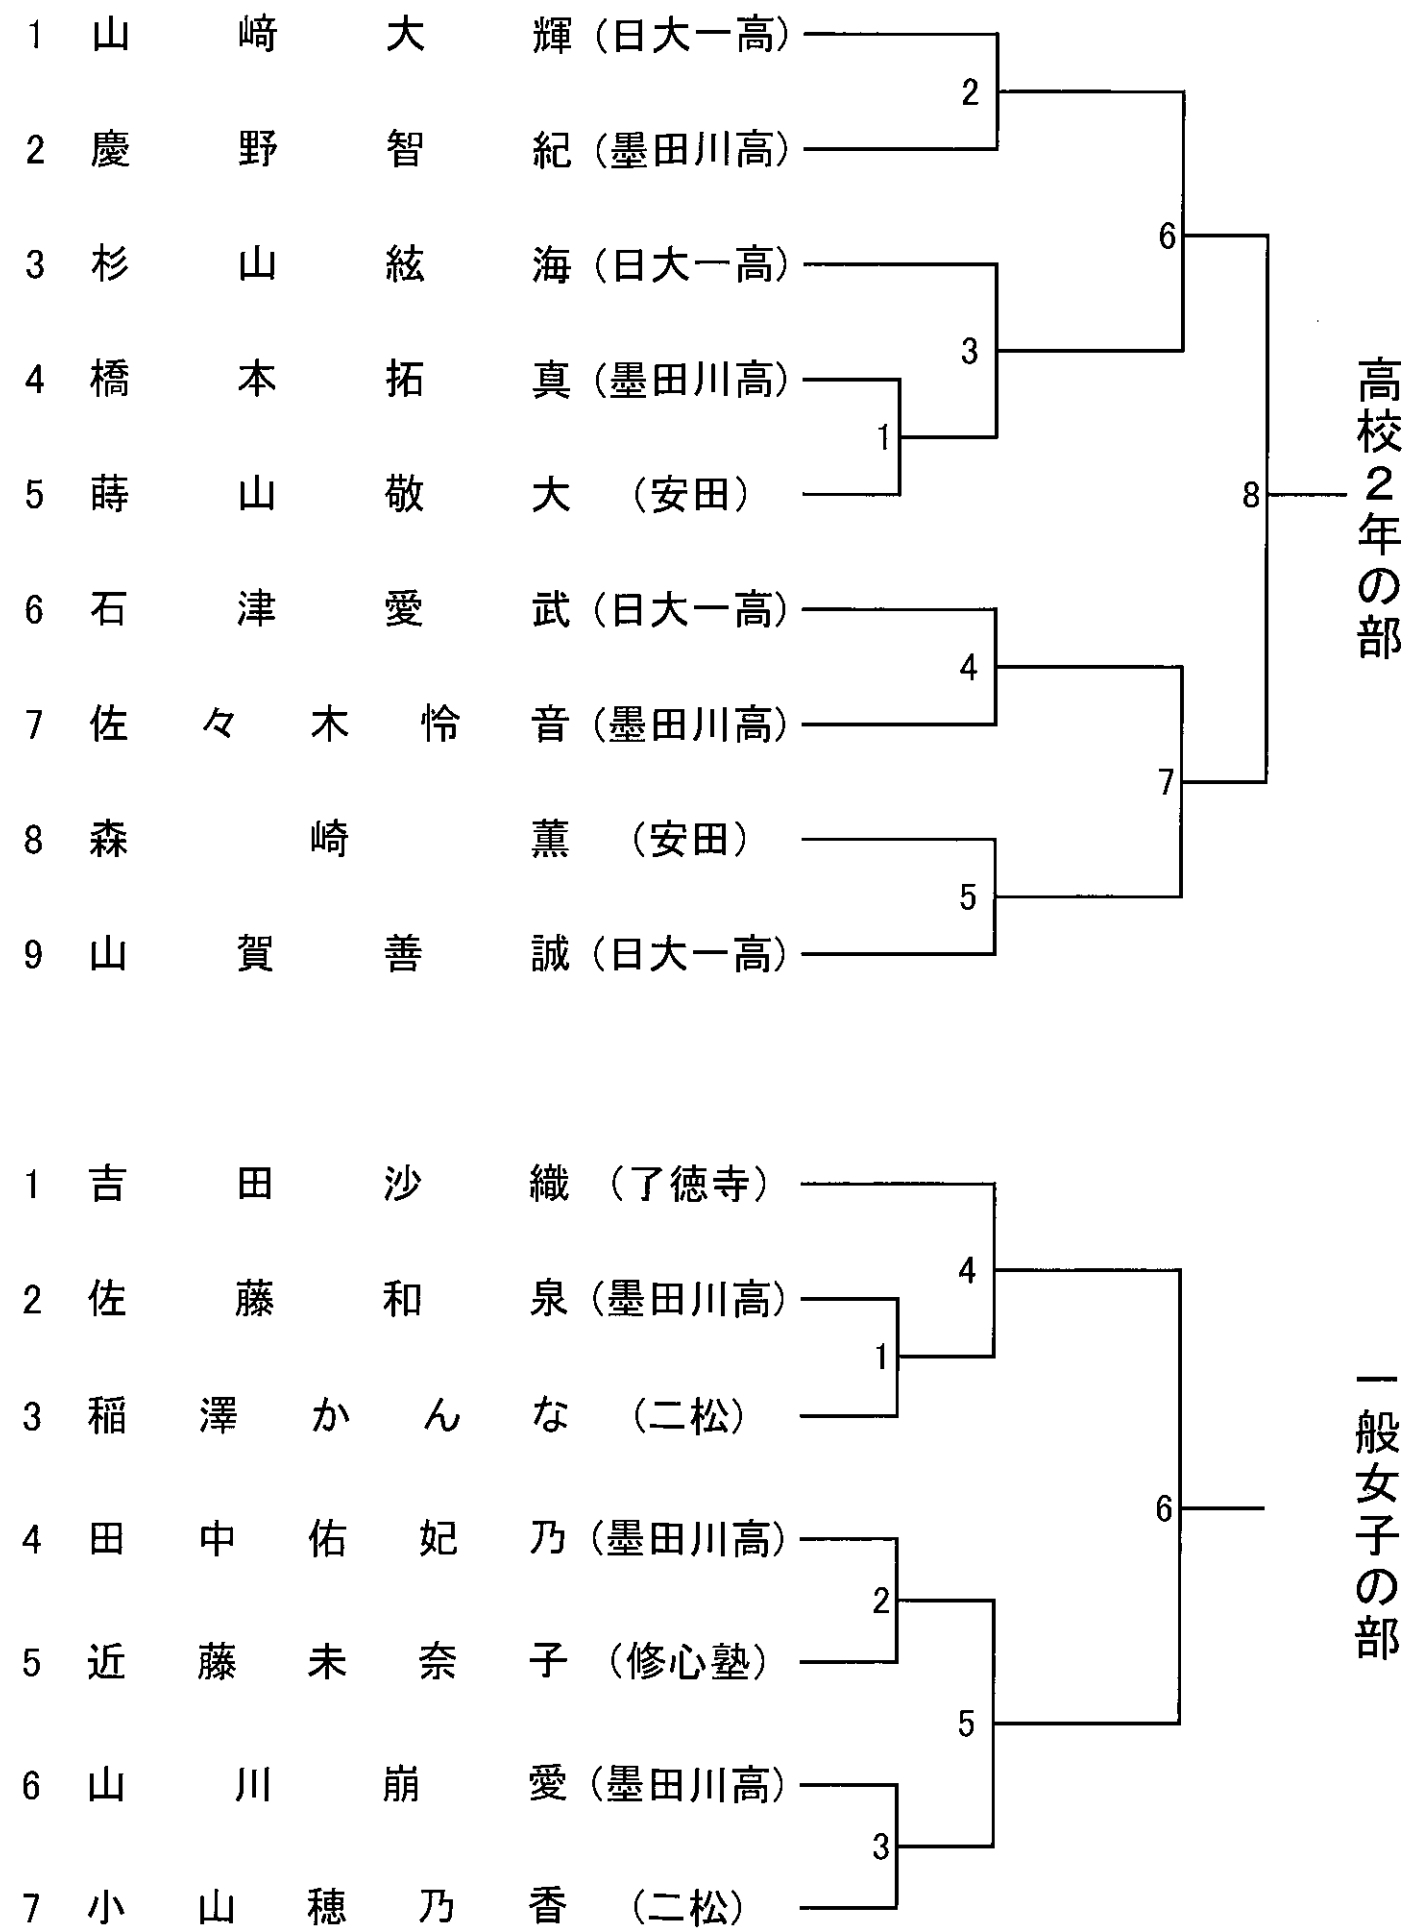 1 山﨑大輝(日大一高)
2
2 慶野智紀(墨田川高)
6
3 杉山絃海(日大一高)
3
4 橋本拓真(墨田川高)
1
5 蒔山敬大(安田)
8
高校2年の部
6 石津愛武(日大一高)
4
7 佐々木怜音(墨田川高)
7
8 森崎薫(安田)
5
9 山賀善誠(日大一高)
1 吉田沙織(了徳寺)
4
2 佐藤和泉(墨田川高)
1
3 稲澤かんな(二松)
6
一般女子の部
4 田中佑妃乃(墨田川高)
2
5 近藤未奈子(修心塾)
5
6 山川崩愛(墨田川高)
3
7 小山穂乃香(二松)